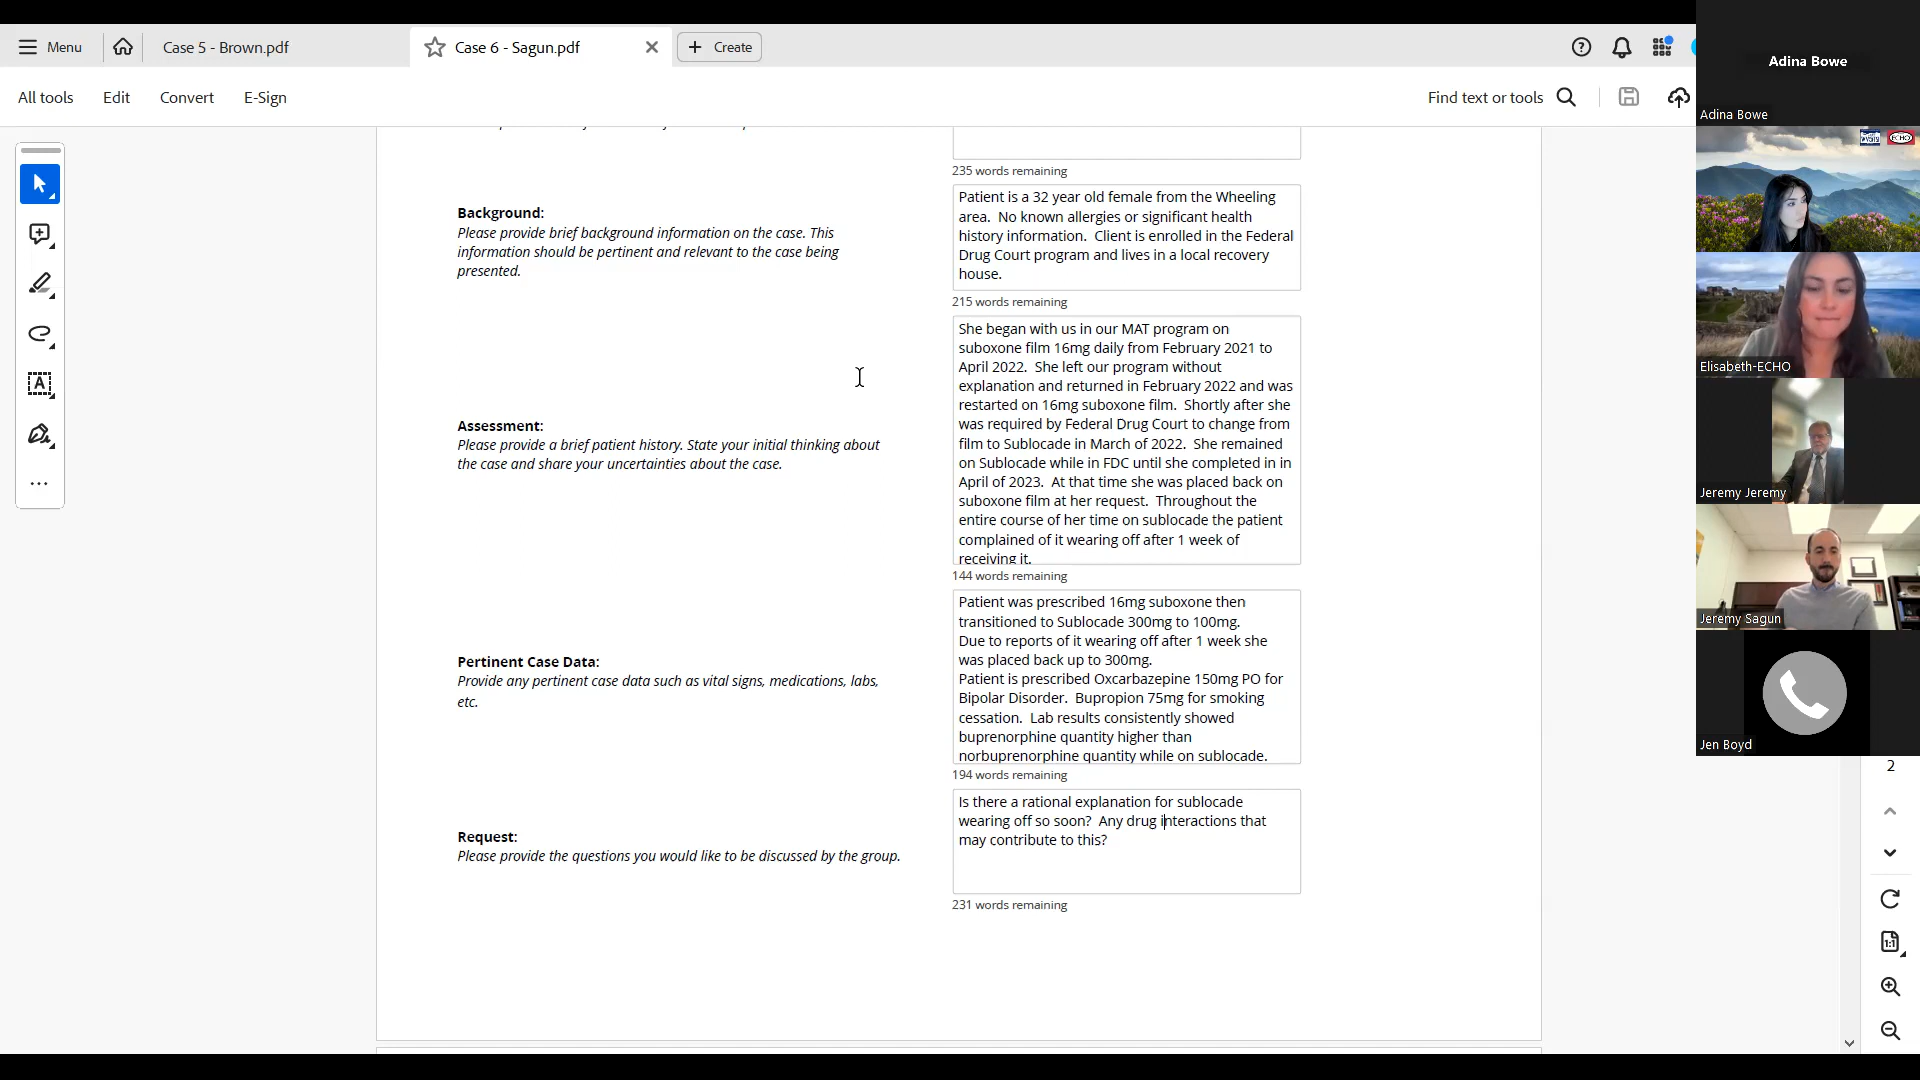 Menu
Case 5 - Brown.pdf
Case 6 - Sagun.pdf
Create
All tools
Edit
Convert
E-Sign
Find text or tools
235 words remaining
Background:
Please provide brief background information on the case. This
information should be pertinent and relevant to the case being
presented.
Patient is a 32 year old female from the Wheeling
area. No known allergies or significant health
history information. Client is enrolled in the Federal
Drug Court program and lives in a local recovery
house.
215 words remaining
Assessment:
Please provide a brief patient history. State your initial thinking about
the case and share your uncertainties about the case.
She began with us in our MAT program on
suboxone film 16mg daily from February 2021 to
April 2022. She left our program without
explanation and returned in February 2022 and was
restarted on 16mg suboxone film. Shortly after she
was required by Federal Drug Court to change from
film to Sublocade in March of 2022. She remained
on Sublocade while in FDC until she completed in in
April of 2023. At that time she was placed back on
suboxone film at her request. Throughout the
entire course of her time on sublocade the patient
complained of it wearing off after 1 week of
receiving it.
144 words remaining
Pertinent Case Data:
Provide any pertinent case data such as vital signs, medications, labs,
etc.
Patient was prescribed 16mg suboxone then
transitioned to Sublocade 300mg to 100mg.
Due to reports of it wearing off after 1 week she
was placed back up to 300mg.
Patient is prescribed Oxcarbazepine 150mg PO for
Bipolar Disorder. Bupropion 75mg for smoking
cessation. Lab results consistently showed
buprenorphine quantity higher than
norbuprenorphine quantity while on sublocade.
194 words remaining
Request:
Please provide the questions you would like to be discussed by the group.
Is there a rational explanation for sublocade
wearing off so soon? Any drug interactions that
may contribute to this?
231 words remaining
Adina Bowe
Adina Bowe
ECHO
Elisabeth-ECHO
Jeremy Jeremy
Jeremy Sagun
Jen Boyd
2
1:1